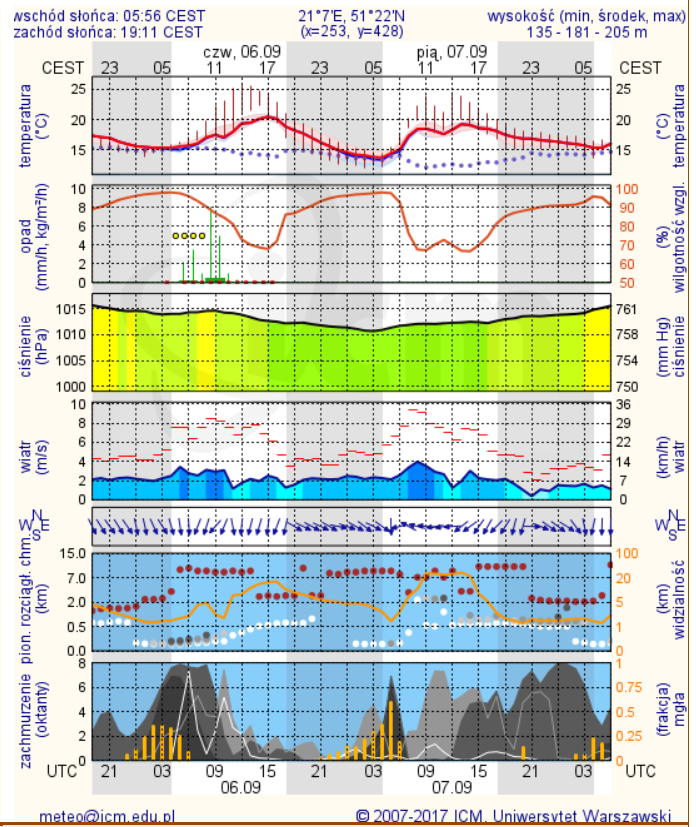 wschód słońca: 05:56 CEST 21°7'E, 51°22'N wysokość (min, środek, max)
zachód słońca: 19:11 CEST (x=253, y=428) 135 - 181 - 205 m
czw, 06.09 pią, 07.09
CEST 23 05 11 17 23 05 11 17 23 05 CEST
temperatura (°C)
25 20 15
25 20 15
temperatura (°C)
opad (mm/h, kg/m²/h)
10 8 6 4 2 0
100 90 80 70 60 50
(%) wilgotność wzgl.
ciśnienie (hPa)
1015 1010 1005 1000
761 758 754 750
(mm Hg) ciśnienie
wiatr (m/s)
10 8 6 4 2 0
36 29 22 14 7 0
(km/h) wiatr
N W E S
N W E S
pion. rozciągł. chm. (km)
15.0 7.0 2.0 0.5 0.0
100 20 5 1 0
(km) widzialność
zachmurzenie (oktanty)
8 6 4 2 0
1 0.75 0.5 0.25 0
(frakcja) mgła
UTC 21 03 09 15 21 03 09 15 21 03 UTC
06.09 07.09
meteo@icm.edu.pl © 2007-2017 ICM, Uniwersytet Warszawski